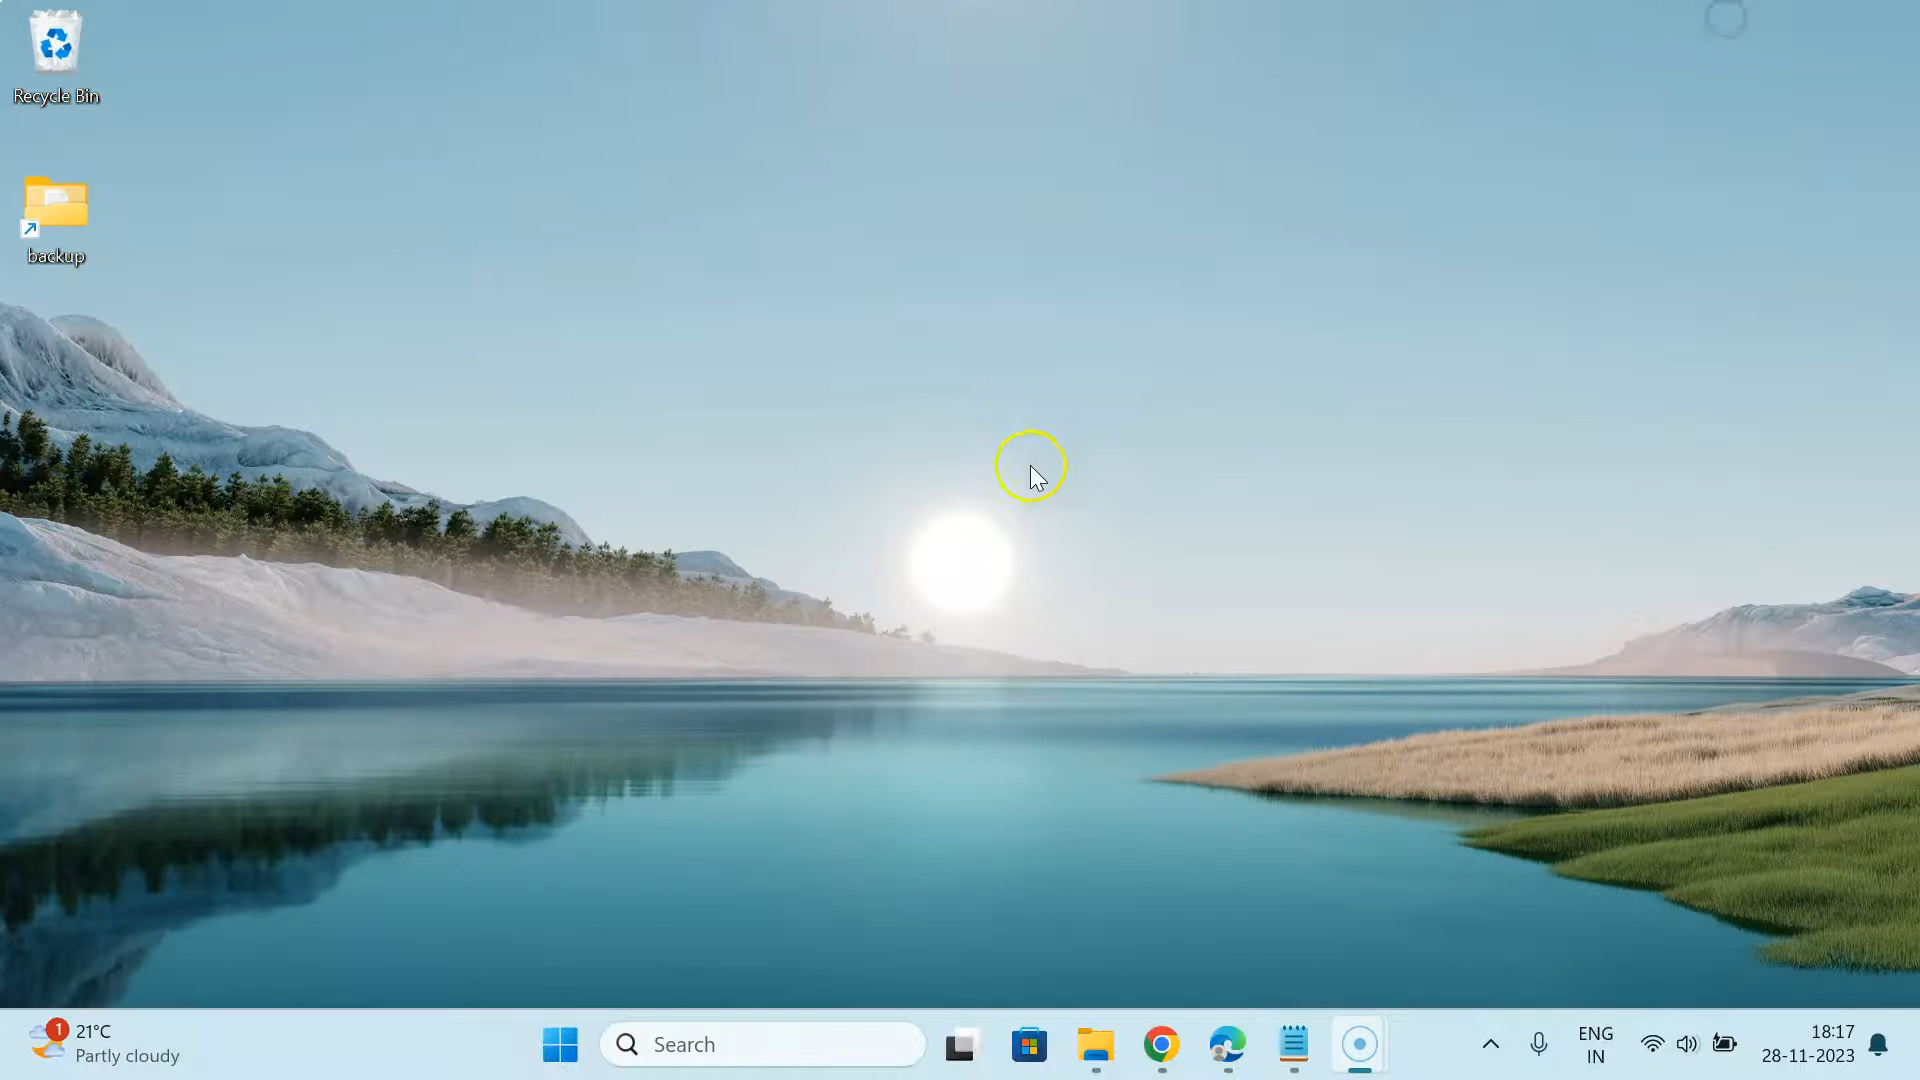 Recycle Bin
backup
1
21°C
Partly cloudy
Search
ENG
IN
18:17
28-11-2023